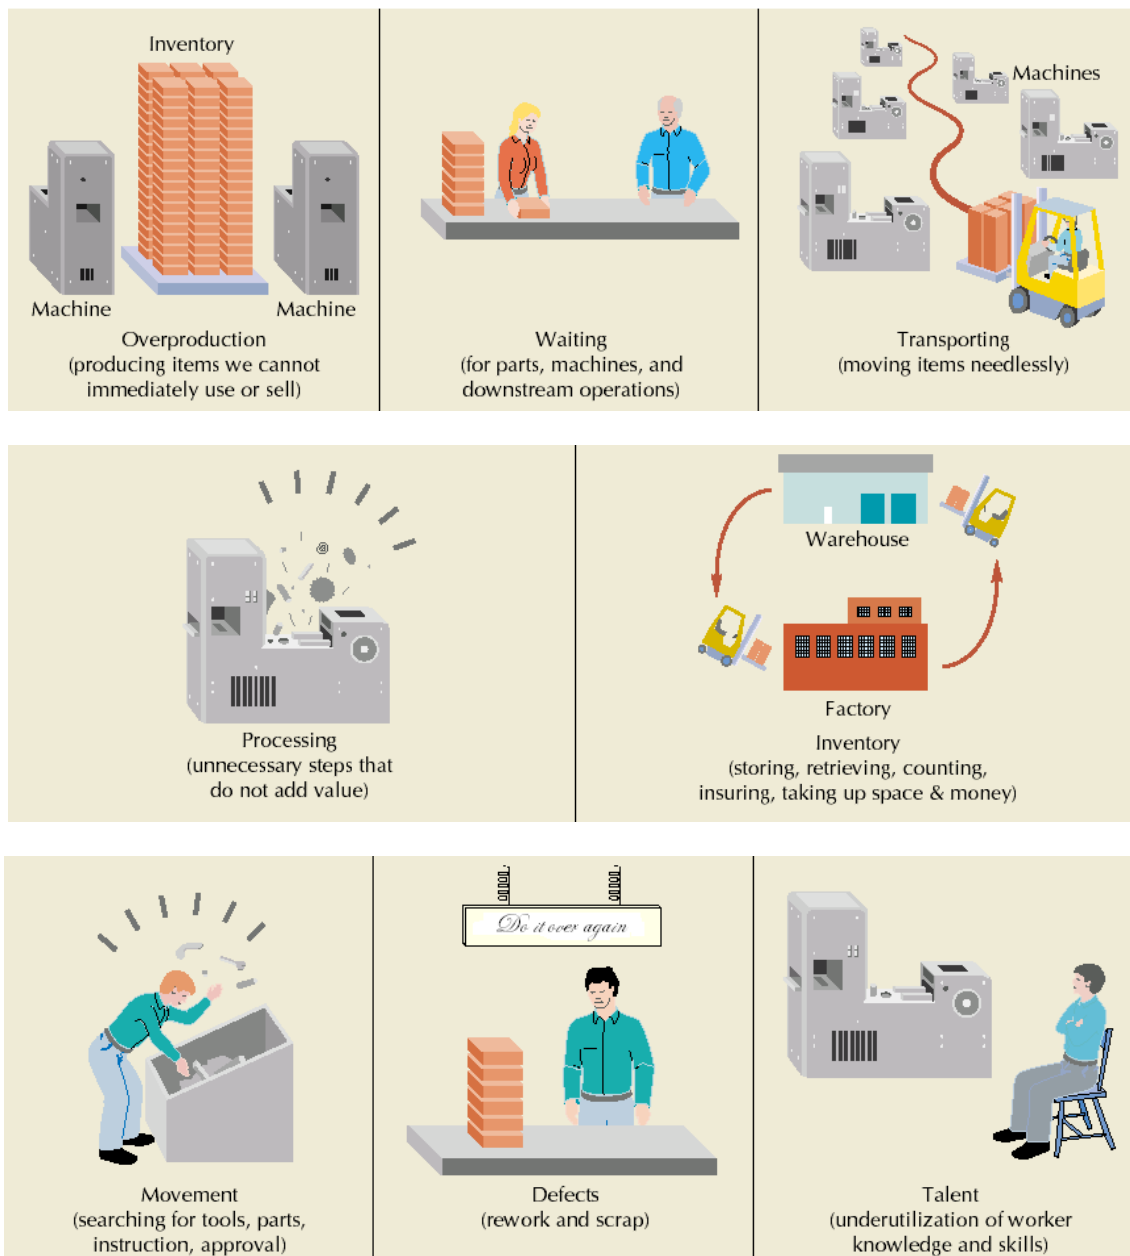 Inventory
Machine
Machine
Overproduction
(producing items we cannot
immediately use or sell)
Waiting
(for parts, machines, and
downstream operations)
Machines
Transporting
(moving items needlessly)
Processing
(unnecessary steps that
do not add value)
Warehouse
Factory
Inventory
(storing, retrieving, counting,
insuring, taking up space & money)
Movement
(searching for tools, parts,
instruction, approval)
Do it over again
Defects
(rework and scrap)
Talent
(underutilization of worker
knowledge and skills)